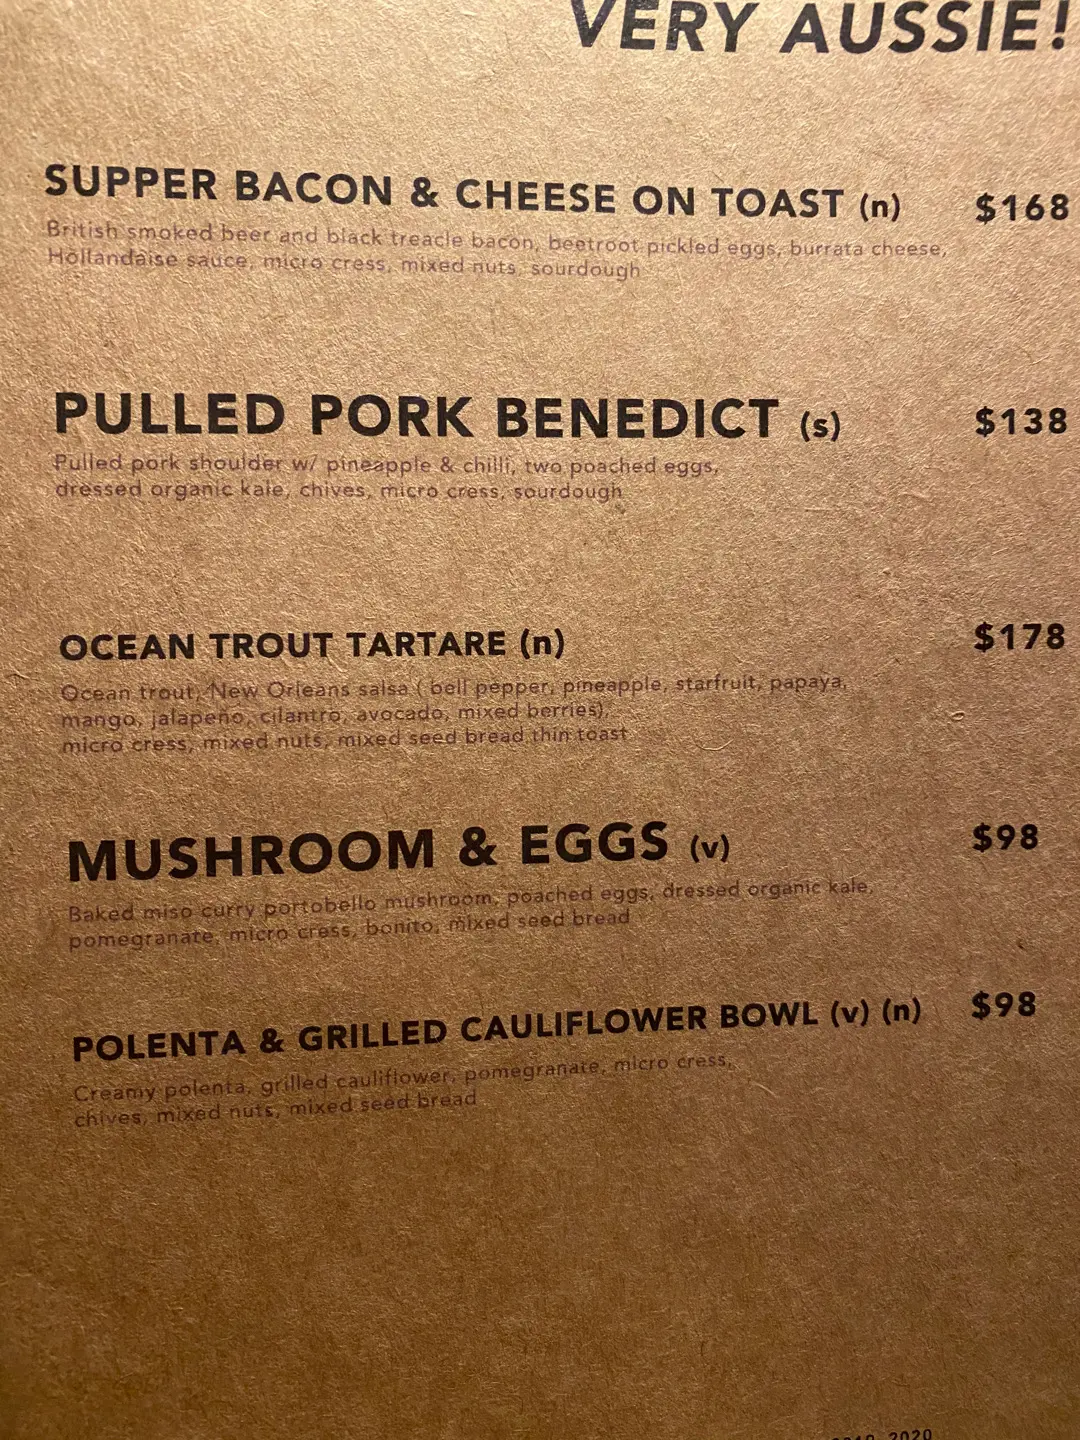 VERY AUSSIE!
SUPPER BACON & CHEESE ON TOAST (n) $168
British smoked beer and black treacle bacon, beetroot pickled eggs, burrata cheese,
Hollandaise sauce, micro cress, mixed nuts, sourdough
PULLED PORK BENEDICT (s) $138
Pulled pork shoulder w/ pineapple & chilli, two poached eggs,
dressed organic kale, chives, micro cress, sourdough
OCEAN TROUT TARTARE (n) $178
Ocean trout, New Orleans salsa ( bell pepper, pineapple, starfruit, papaya,
mango, jalapeño, cilantro, avocado, mixed berries),
micro cress, mixed nuts, mixed seed bread thin toast
MUSHROOM & EGGS (v) $98
Baked miso curry portobello mushroom, poached eggs, dressed organic kale,
pomegranate, micro cress, bonito, mixed seed bread
POLENTA & GRILLED CAULIFLOWER BOWL (v) (n) $98
Creamy polenta, grilled cauliflower, pomegranate, micro cress,
chives, mixed nuts, mixed seed bread
2020